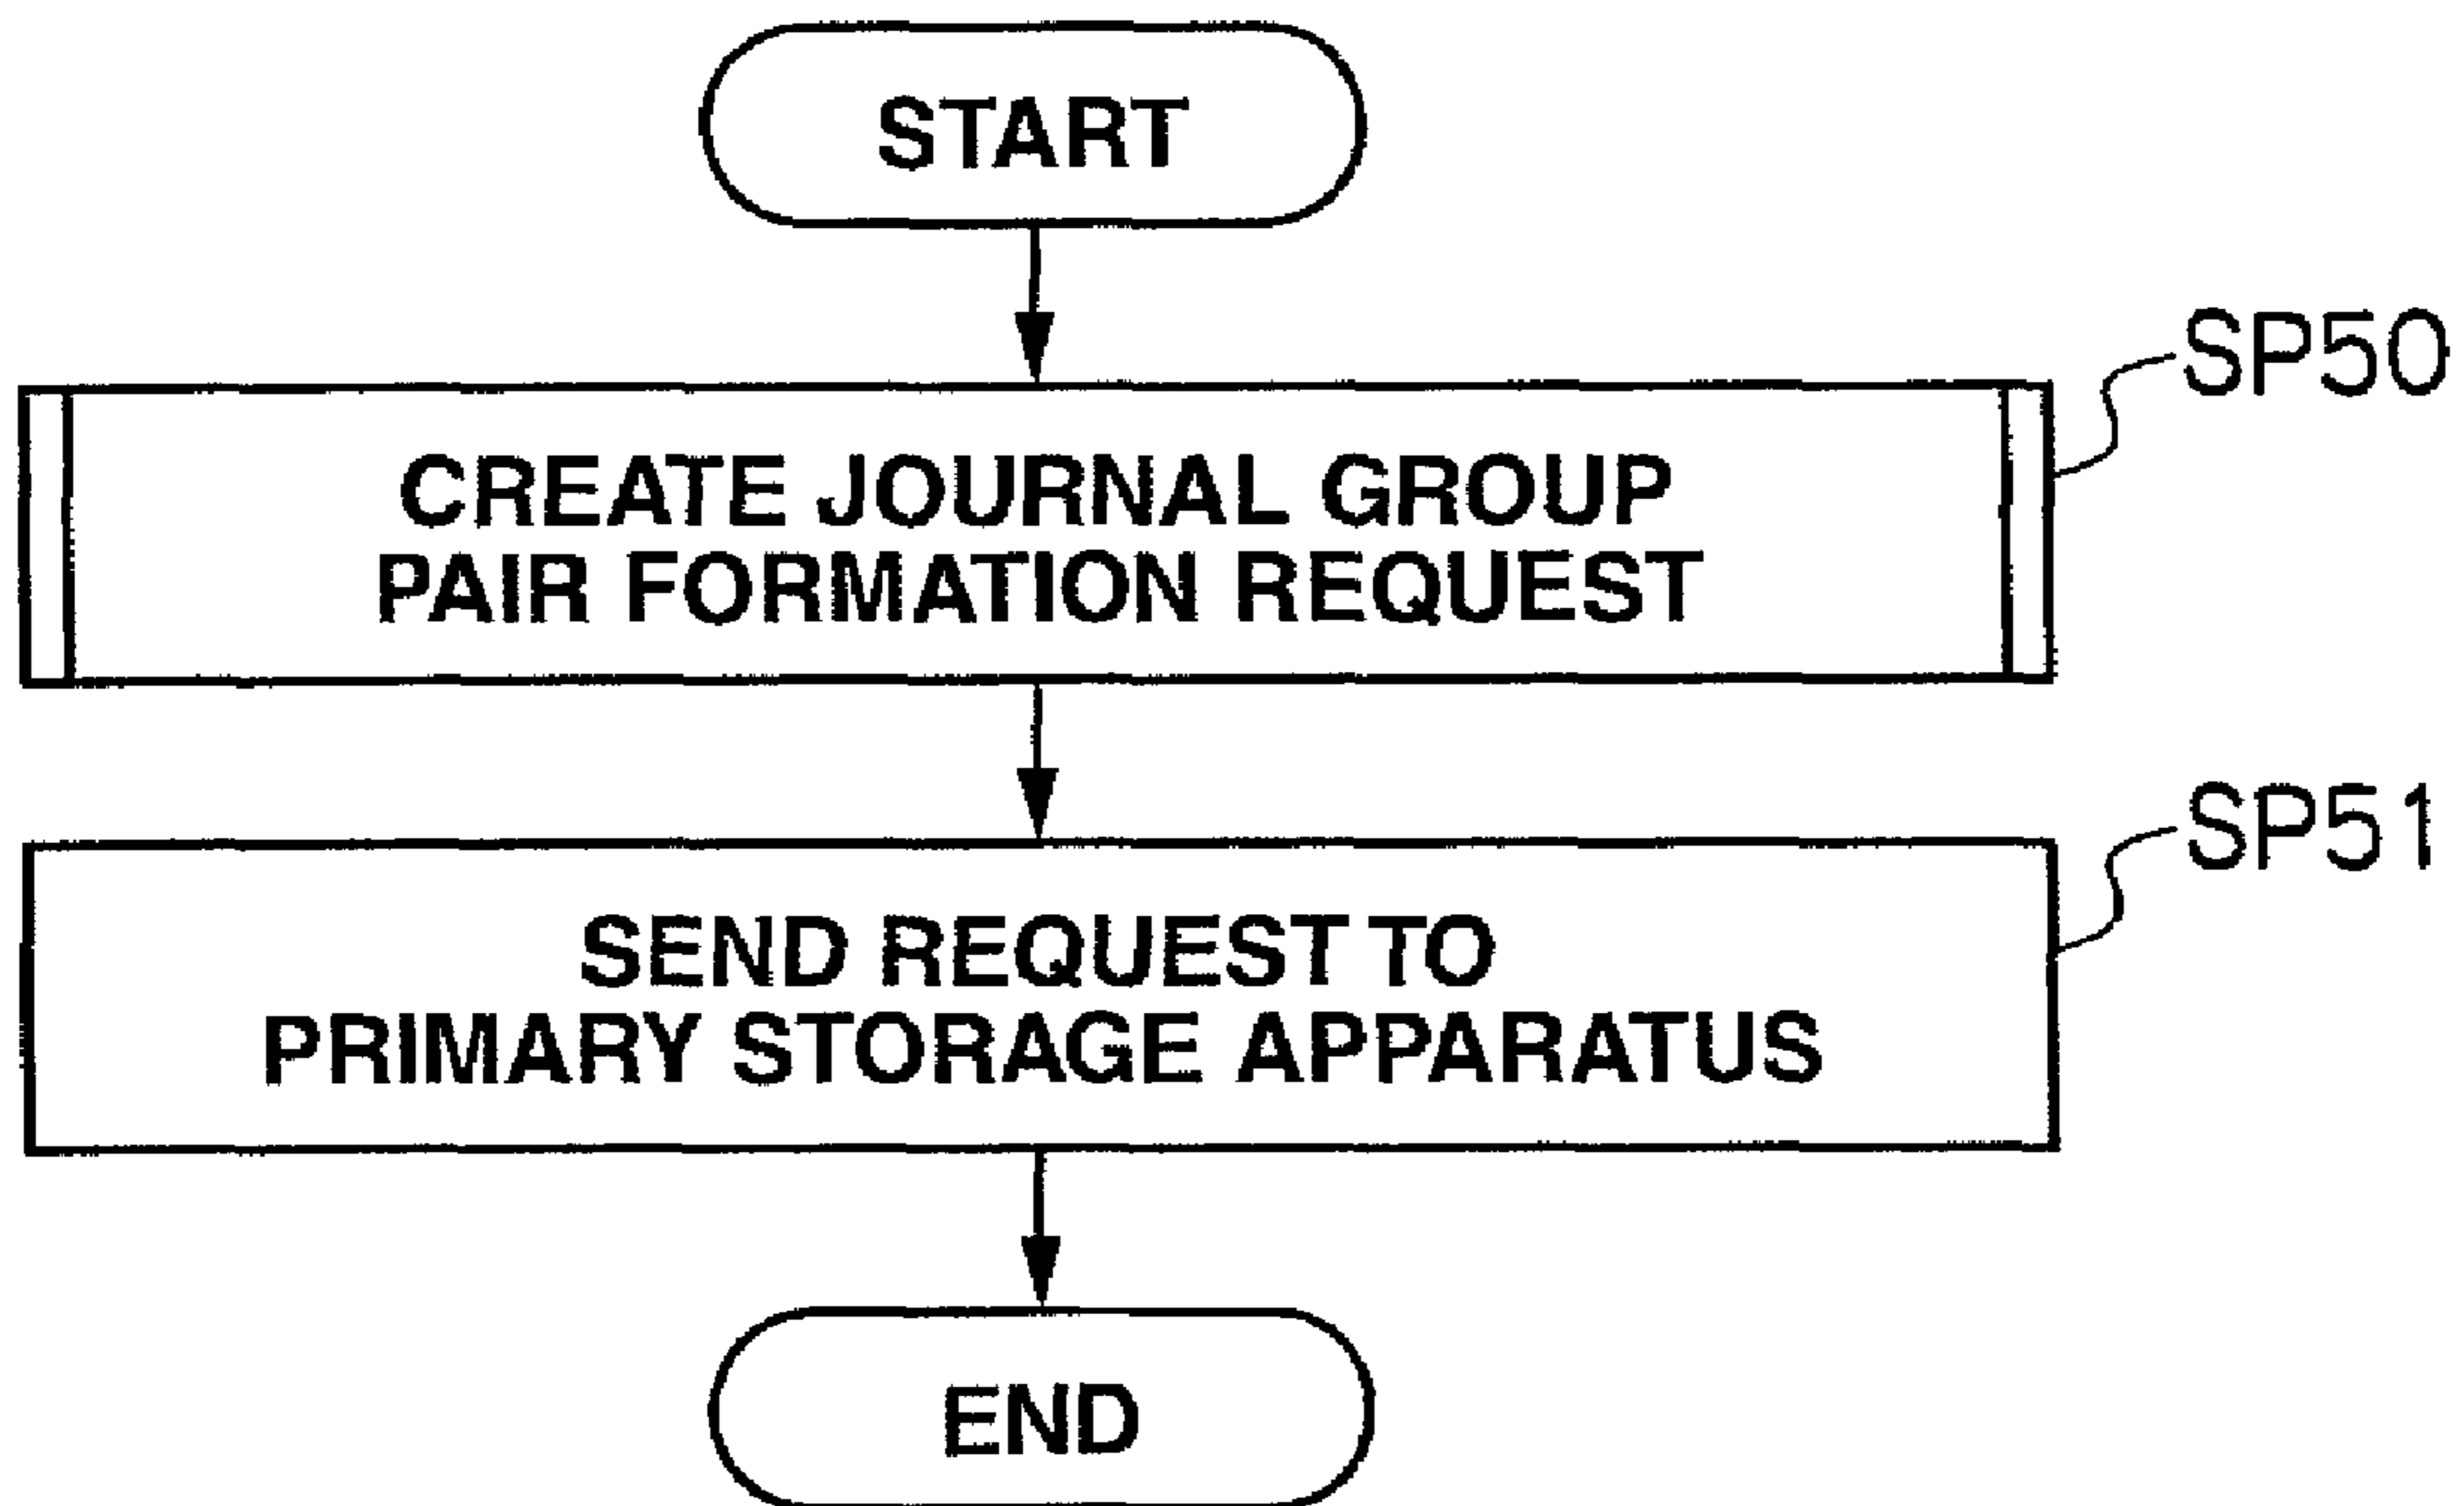 START
SP50
CREATE JOURNAL GROUP
PAIR FORMATION REQUEST
SP51
SEND REQUEST TO
PRIMARY STORAGE APPARATUS
END